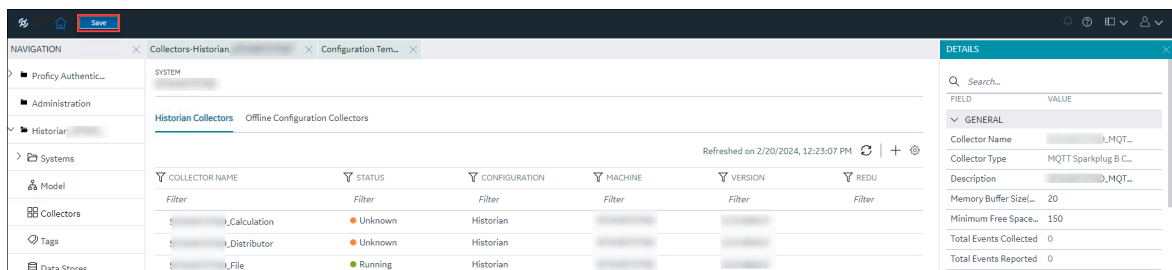 Save
NAVIGATION
Proficy Authentic...
Administration
Historian
Systems
Model
Collectors
Tags
Data Stores
Collectors-Historian
Configuration Tem...
SYSTEM
Historian Collectors Offline Configuration Collectors
Refreshed on 2/20/2024, 12:23:07 PM
COLLECTOR NAME STATUS CONFIGURATION MACHINE VERSION REDU
Filter Filter Filter Filter Filter Filter
_Calculation Unknown Historian
_Distributor Unknown Historian
_File Running Historian
DETAILS
Search...
FIELD VALUE
GENERAL
Collector Name _MQT...
Collector Type MQTT Sparkplug B C...
Description _MQT...
Memory Buffer Size(... 20
Minimum Free Space... 150
Total Events Collected 0
Total Events Reported 0